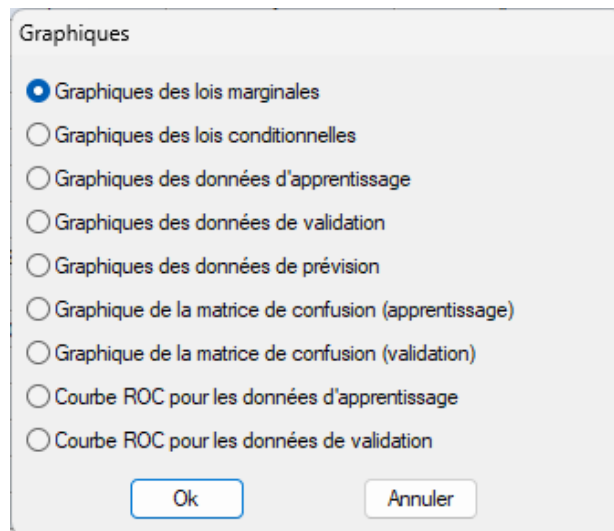 Graphiques
Graphiques des lois marginales
Graphiques des lois conditionnelles
Graphiques des données d'apprentissage
Graphiques des données de validation
Graphiques des données de prévision
Graphique de la matrice de confusion (apprentissage)
Graphique de la matrice de confusion (validation)
Courbe ROC pour les données d'apprentissage
Courbe ROC pour les données de validation
Ok Annuler